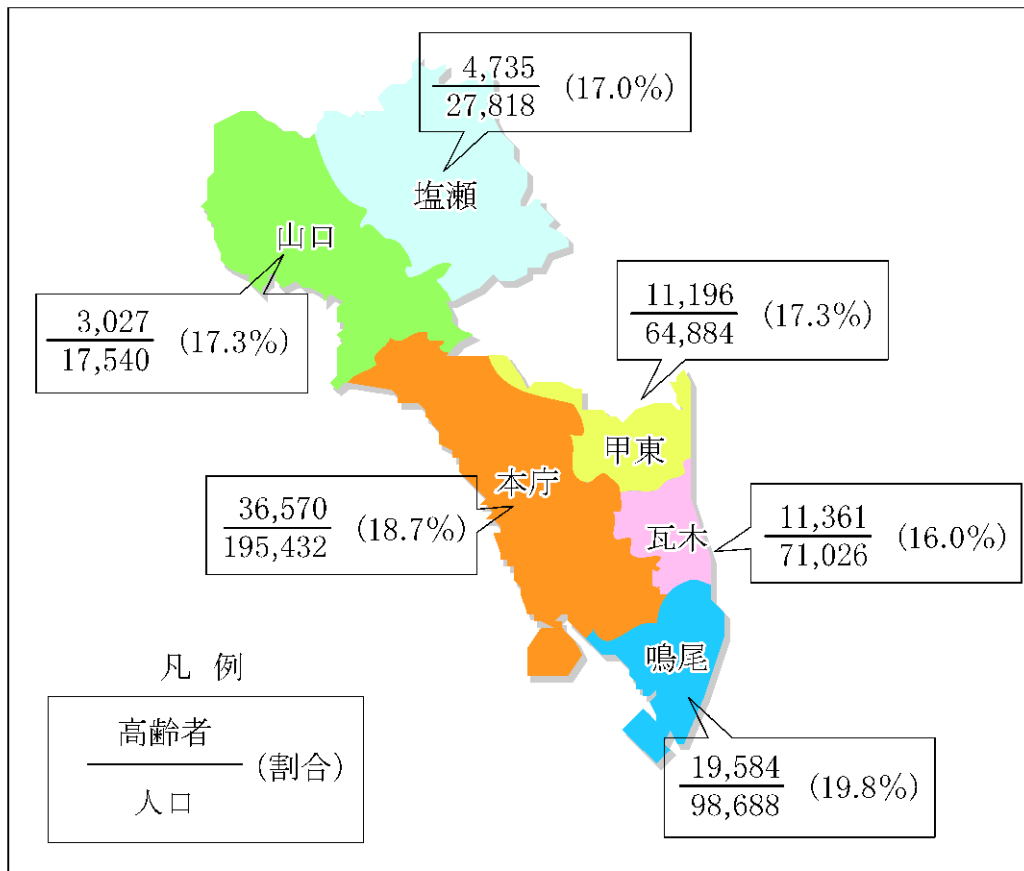 4,735
27,818 (17.0%)
塩瀬
山口
3,027
17,540 (17.3%)
11,196
64,884 (17.3%)
甲東
本庁
36,570
195,432 (18.7%)
瓦木
11,361
71,026 (16.0%)
鳴尾
19,584
98,688 (19.8%)
凡 例
高齢者
人口
(割合)